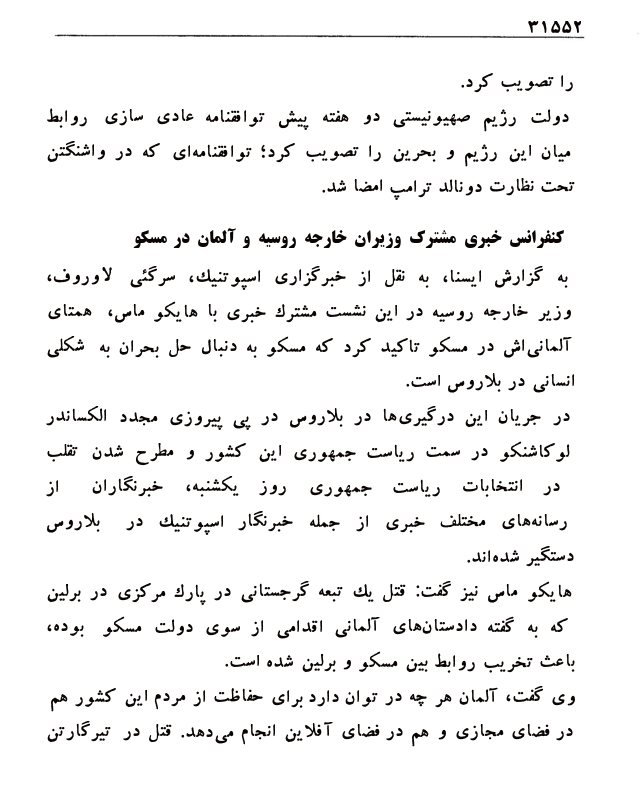 ۳۱۵۵۲
را تصویب کرد.
دولت رژیم صهیونیستی دو هفته پیش توافقنامه عادی سازی روابط
میان این رژیم و بحرین را تصویب کرد؛ توافقنامه‌ای که در واشنگتن
تحت نظارت دونالد ترامپ امضا شد.
کنفرانس خبری مشترک وزیران خارجه روسیه و آلمان در مسکو
به گزارش ایسنا، به نقل از خبرگزاری اسپوتنیك، سرگئی لاوروف،
وزیر خارجه روسیه در این نشست مشترك خبری با هایکو ماس، همتای
آلمانی‌اش در مسکو تاکید کرد که مسکو به دنبال حل بحران به شکلی
انسانی در بلاروس است.
در جریان این درگیری‌ها در بلاروس در پی پیروزی مجدد الکساندر
لوکاشنکو در سمت ریاست جمهوری این کشور و مطرح شدن تقلب
در انتخابات ریاست جمهوری روز یکشنبه، خبرنگاران از
رسانه‌های مختلف خبری از جمله خبرنگار اسپوتنیك در بلاروس
دستگیر شده‌اند.
هایکو ماس نیز گفت: قتل یك تبعه گرجستانی در پارك مرکزی در برلین
که به گفته دادستان‌های آلمانی اقدامی از سوی دولت مسکو بوده،
باعث تخریب روابط بین مسکو و برلین شده است.
وی گفت، آلمان هر چه در توان دارد برای حفاظت از مردم این کشور هم
در فضای مجازی و هم در فضای آفلاین انجام می‌دهد. قتل در تیرگارتن